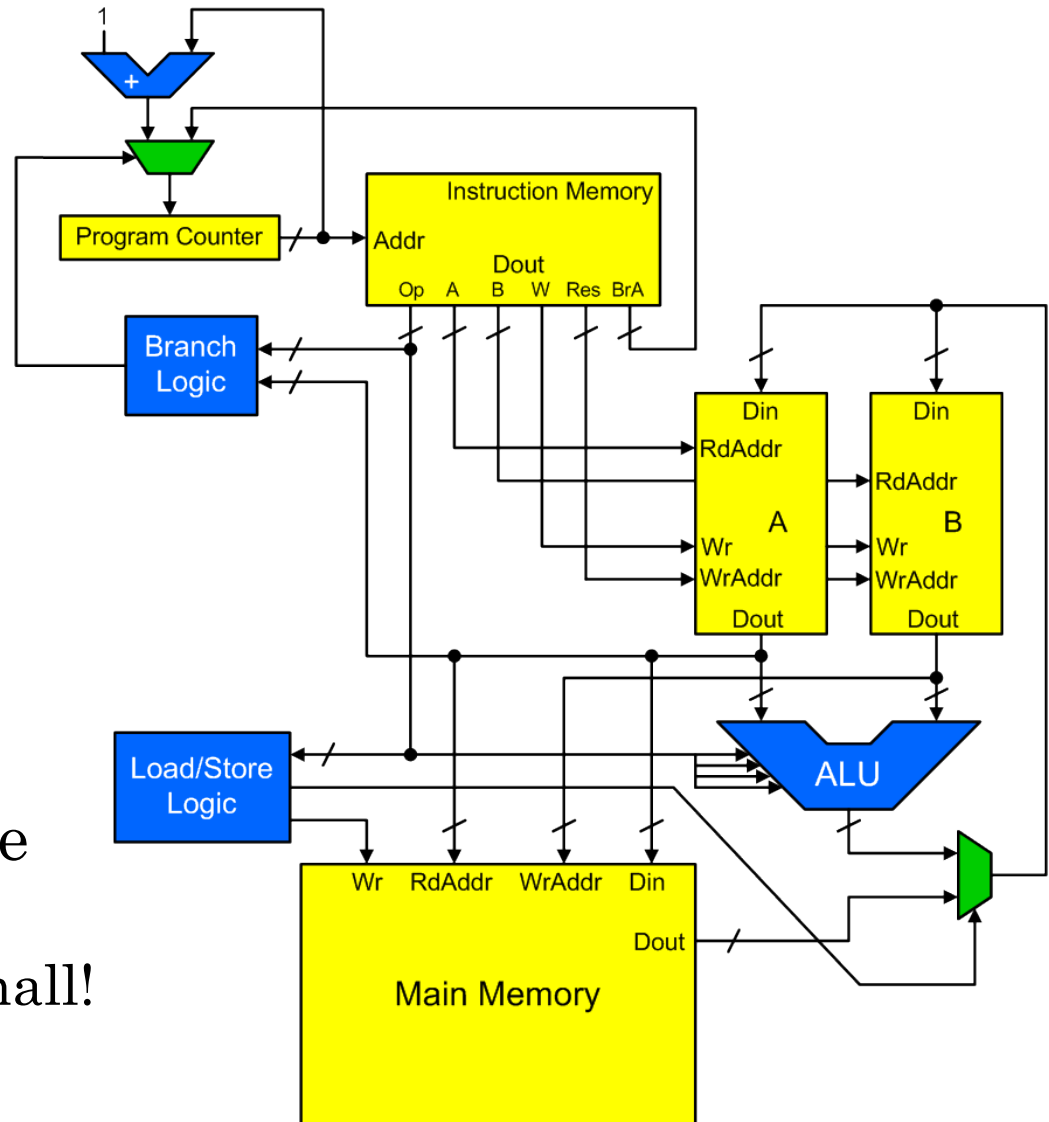 1
+
Program Counter
Instruction Memory
Addr
Dout
Op A B W Res BrA
Branch
Logic
Din
RdAddr
A
Wr
WrAddr
Dout
Din
RdAddr
B
Wr
WrAddr
Dout
ALU
Load/Store
Logic
Wr RdAddr WrAddr Din
Dout
Main Memory
e
all!